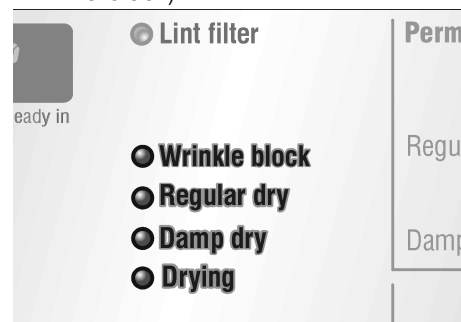 Lint filter
Perm
eady in
Wrinkle block
Regu
Regular dry
Damp dry
Damp
Drying